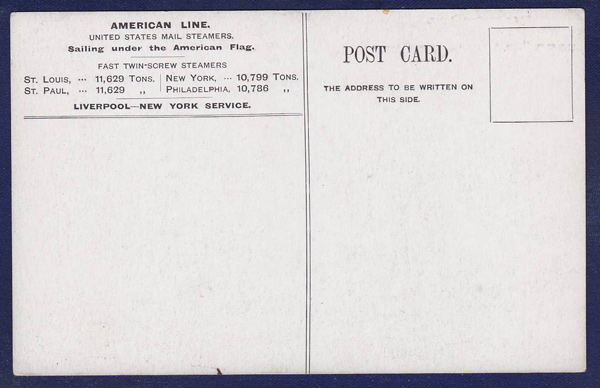 AMERICAN LINE.
UNITED STATES MAIL STEAMERS.
Sailing under the American Flag.
FAST TWIN-SCREW STEAMERS
ST. LOUIS, ... 11,629 TONS. NEW YORK, ... 10,799 TONS.
ST. PAUL, ... 11,629 ,, PHILADELPHIA, 10,786 ,,
LIVERPOOL—NEW YORK SERVICE.
POST CARD.
THE ADDRESS TO BE WRITTEN ON
THIS SIDE.